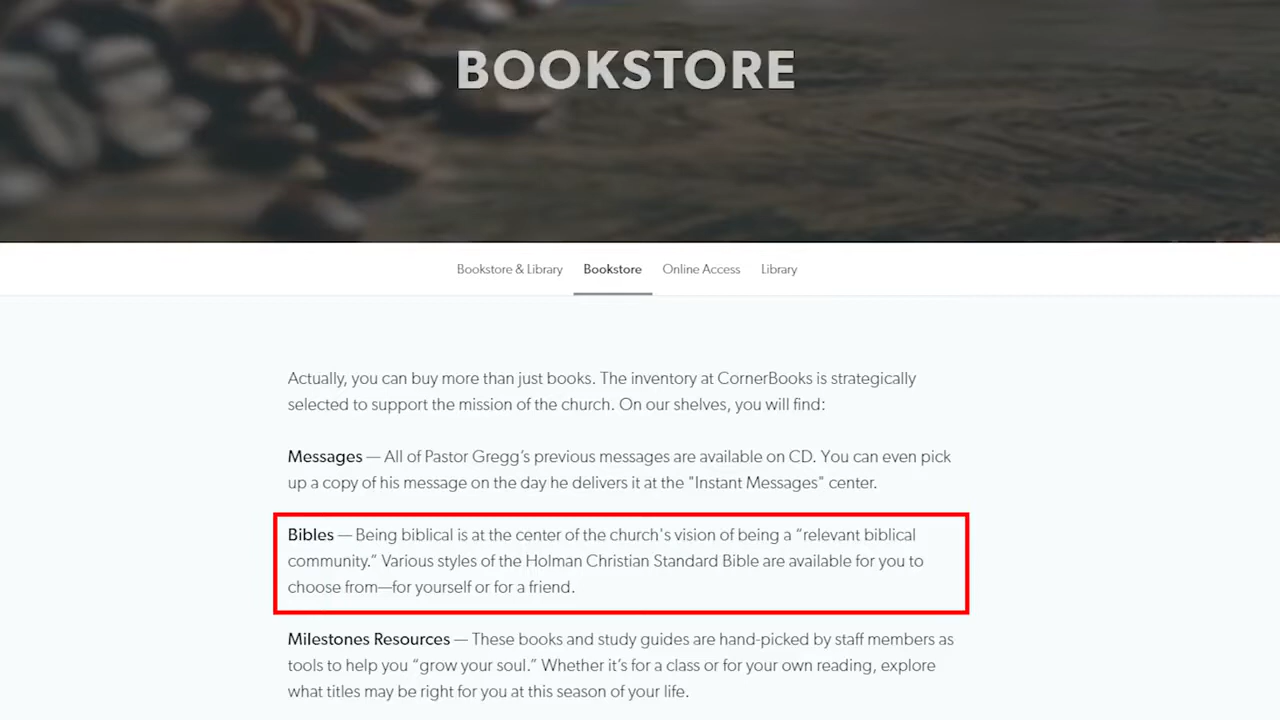 BOOKSTORE
Bookstore & Library Bookstore Online Access Library
Actually, you can buy more than just books. The inventory at CornerBooks is strategically
selected to support the mission of the church. On our shelves, you will find:
Messages — All of Pastor Gregg’s previous messages are available on CD. You can even pick
up a copy of his message on the day he delivers it at the "Instant Messages" center.
Bibles — Being biblical is at the center of the church's vision of being a “relevant biblical
community.” Various styles of the Holman Christian Standard Bible are available for you to
choose from—for yourself or for a friend.
Milestones Resources — These books and study guides are hand-picked by staff members as
tools to help you “grow your soul.” Whether it’s for a class or for your own reading, explore
what titles may be right for you at this season of your life.